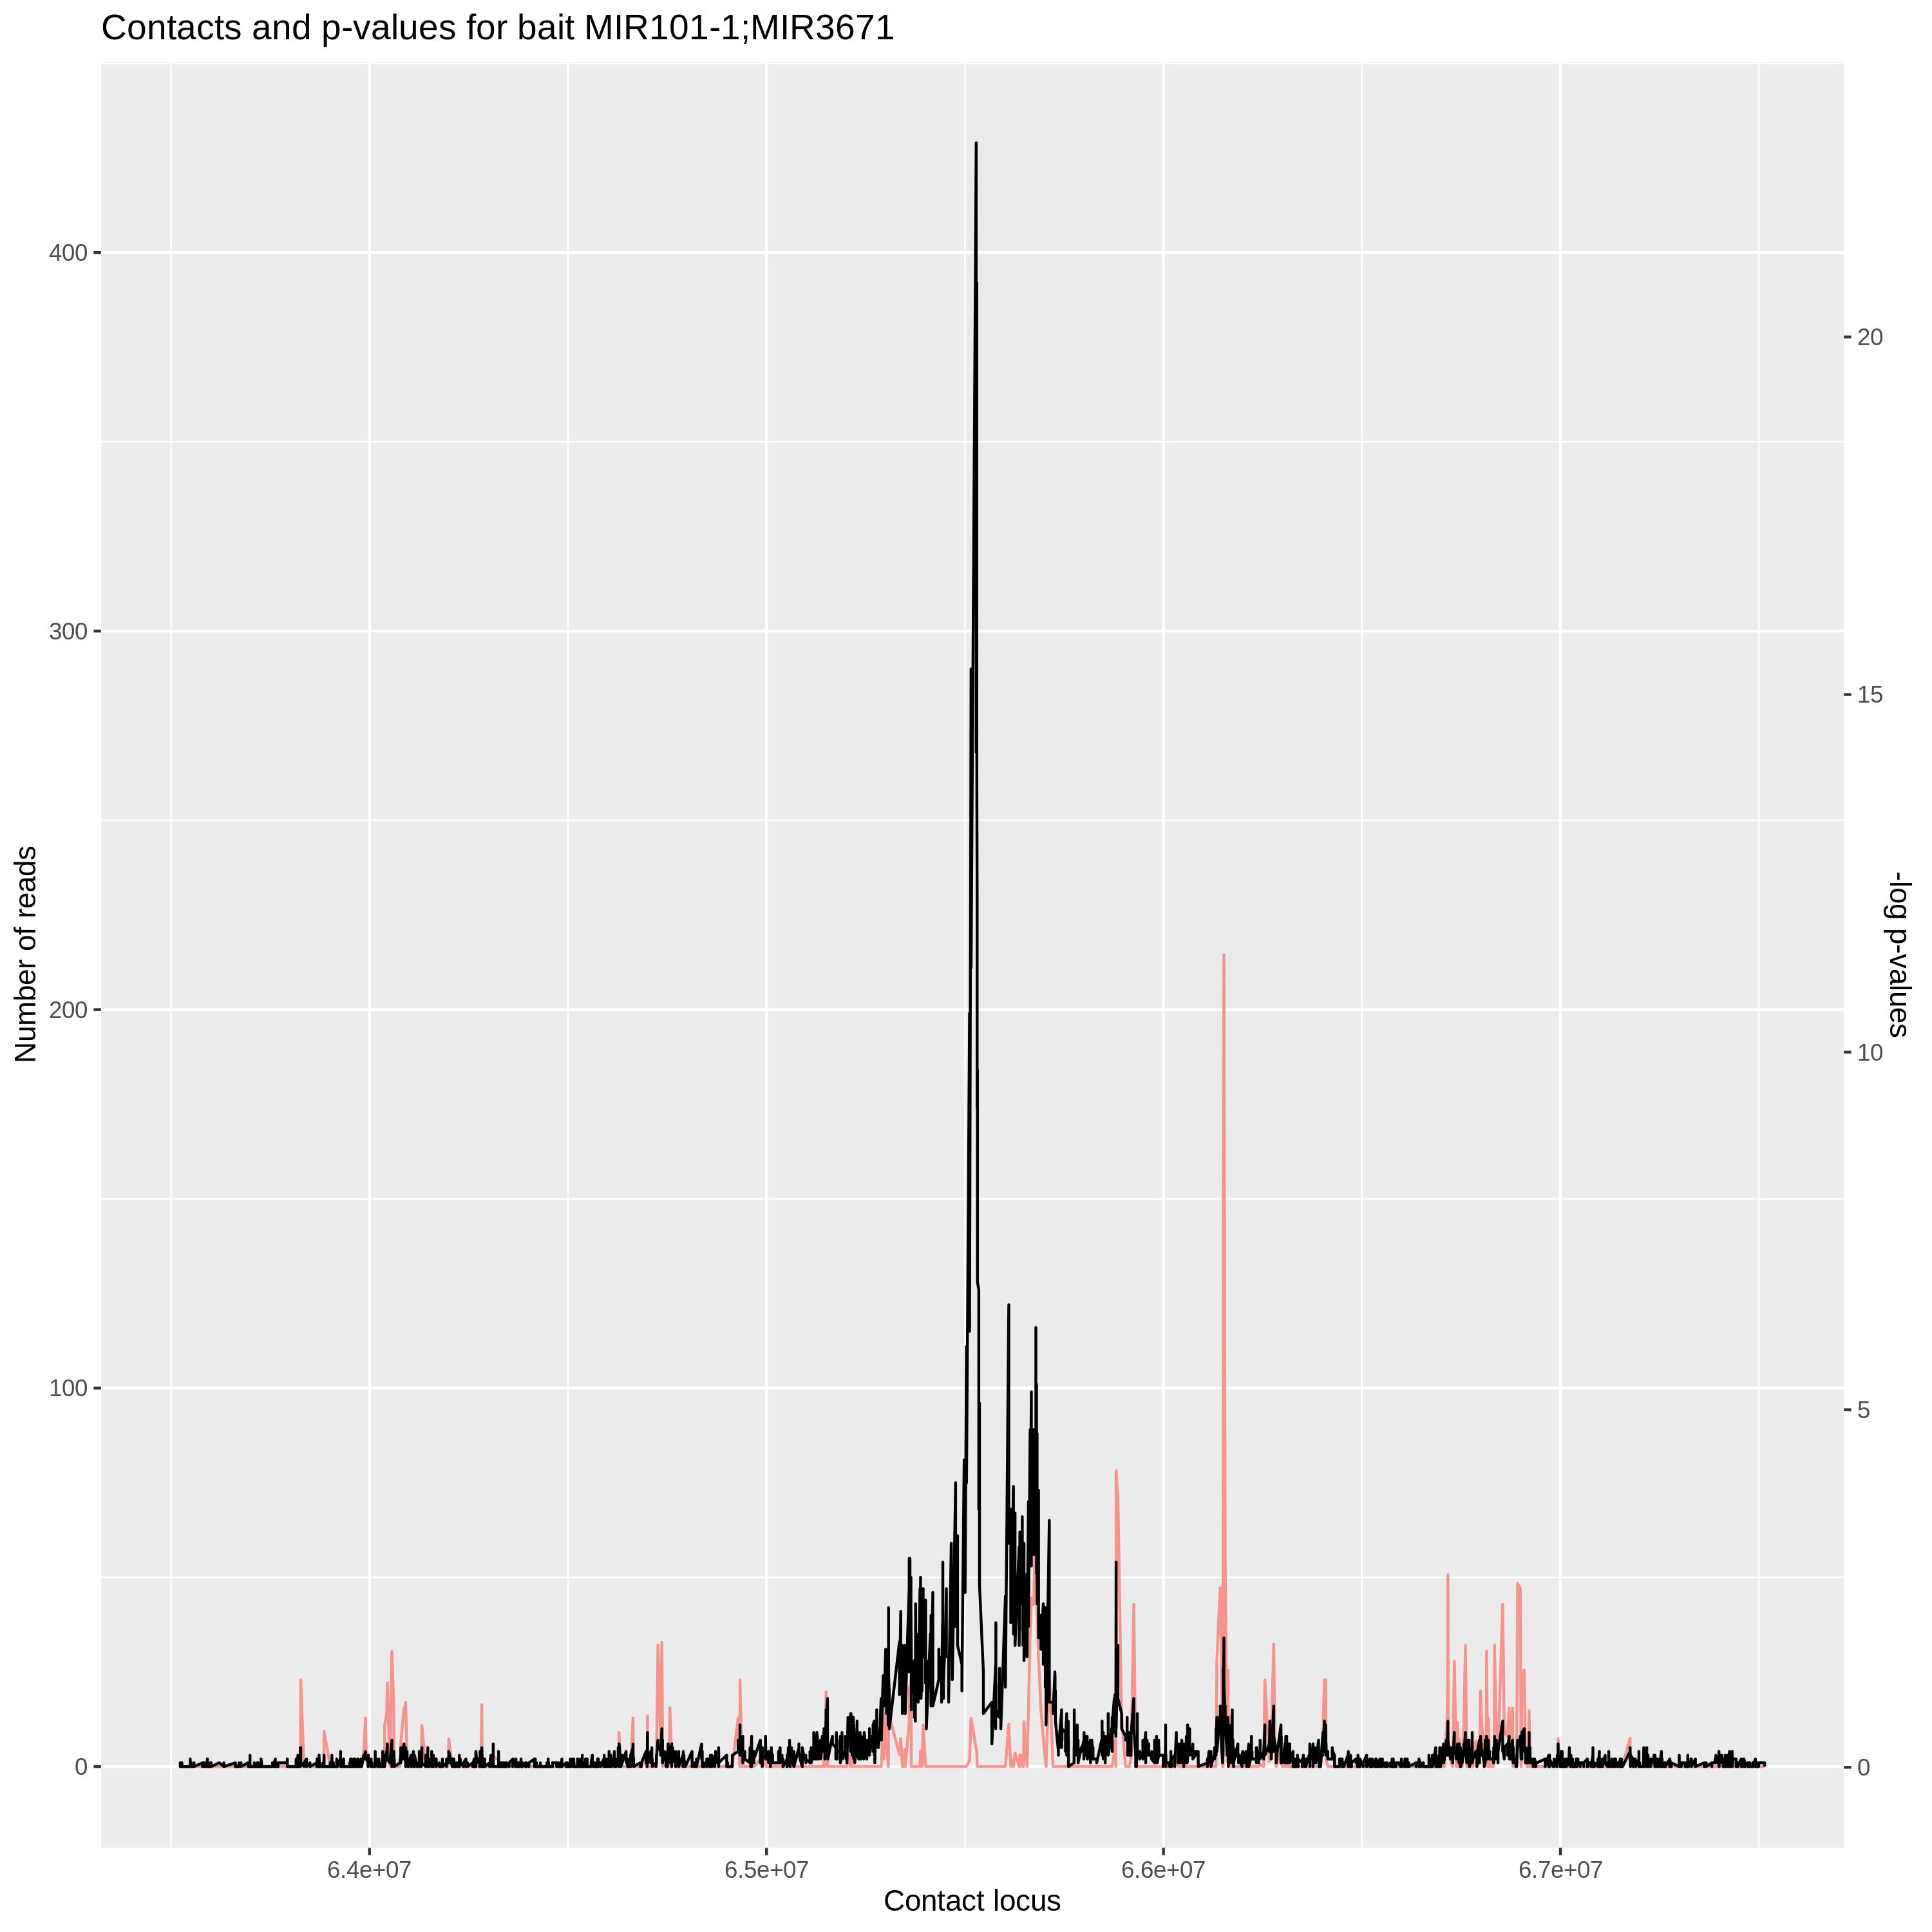 Contacts and p-values for bait MIR101-1;MIR3671
400
300
200
100
0
Number of reads
20
15
10
5
0
-log p-values
6.4e+07
6.5e+07
6.6e+07
6.7e+07
Contact locus